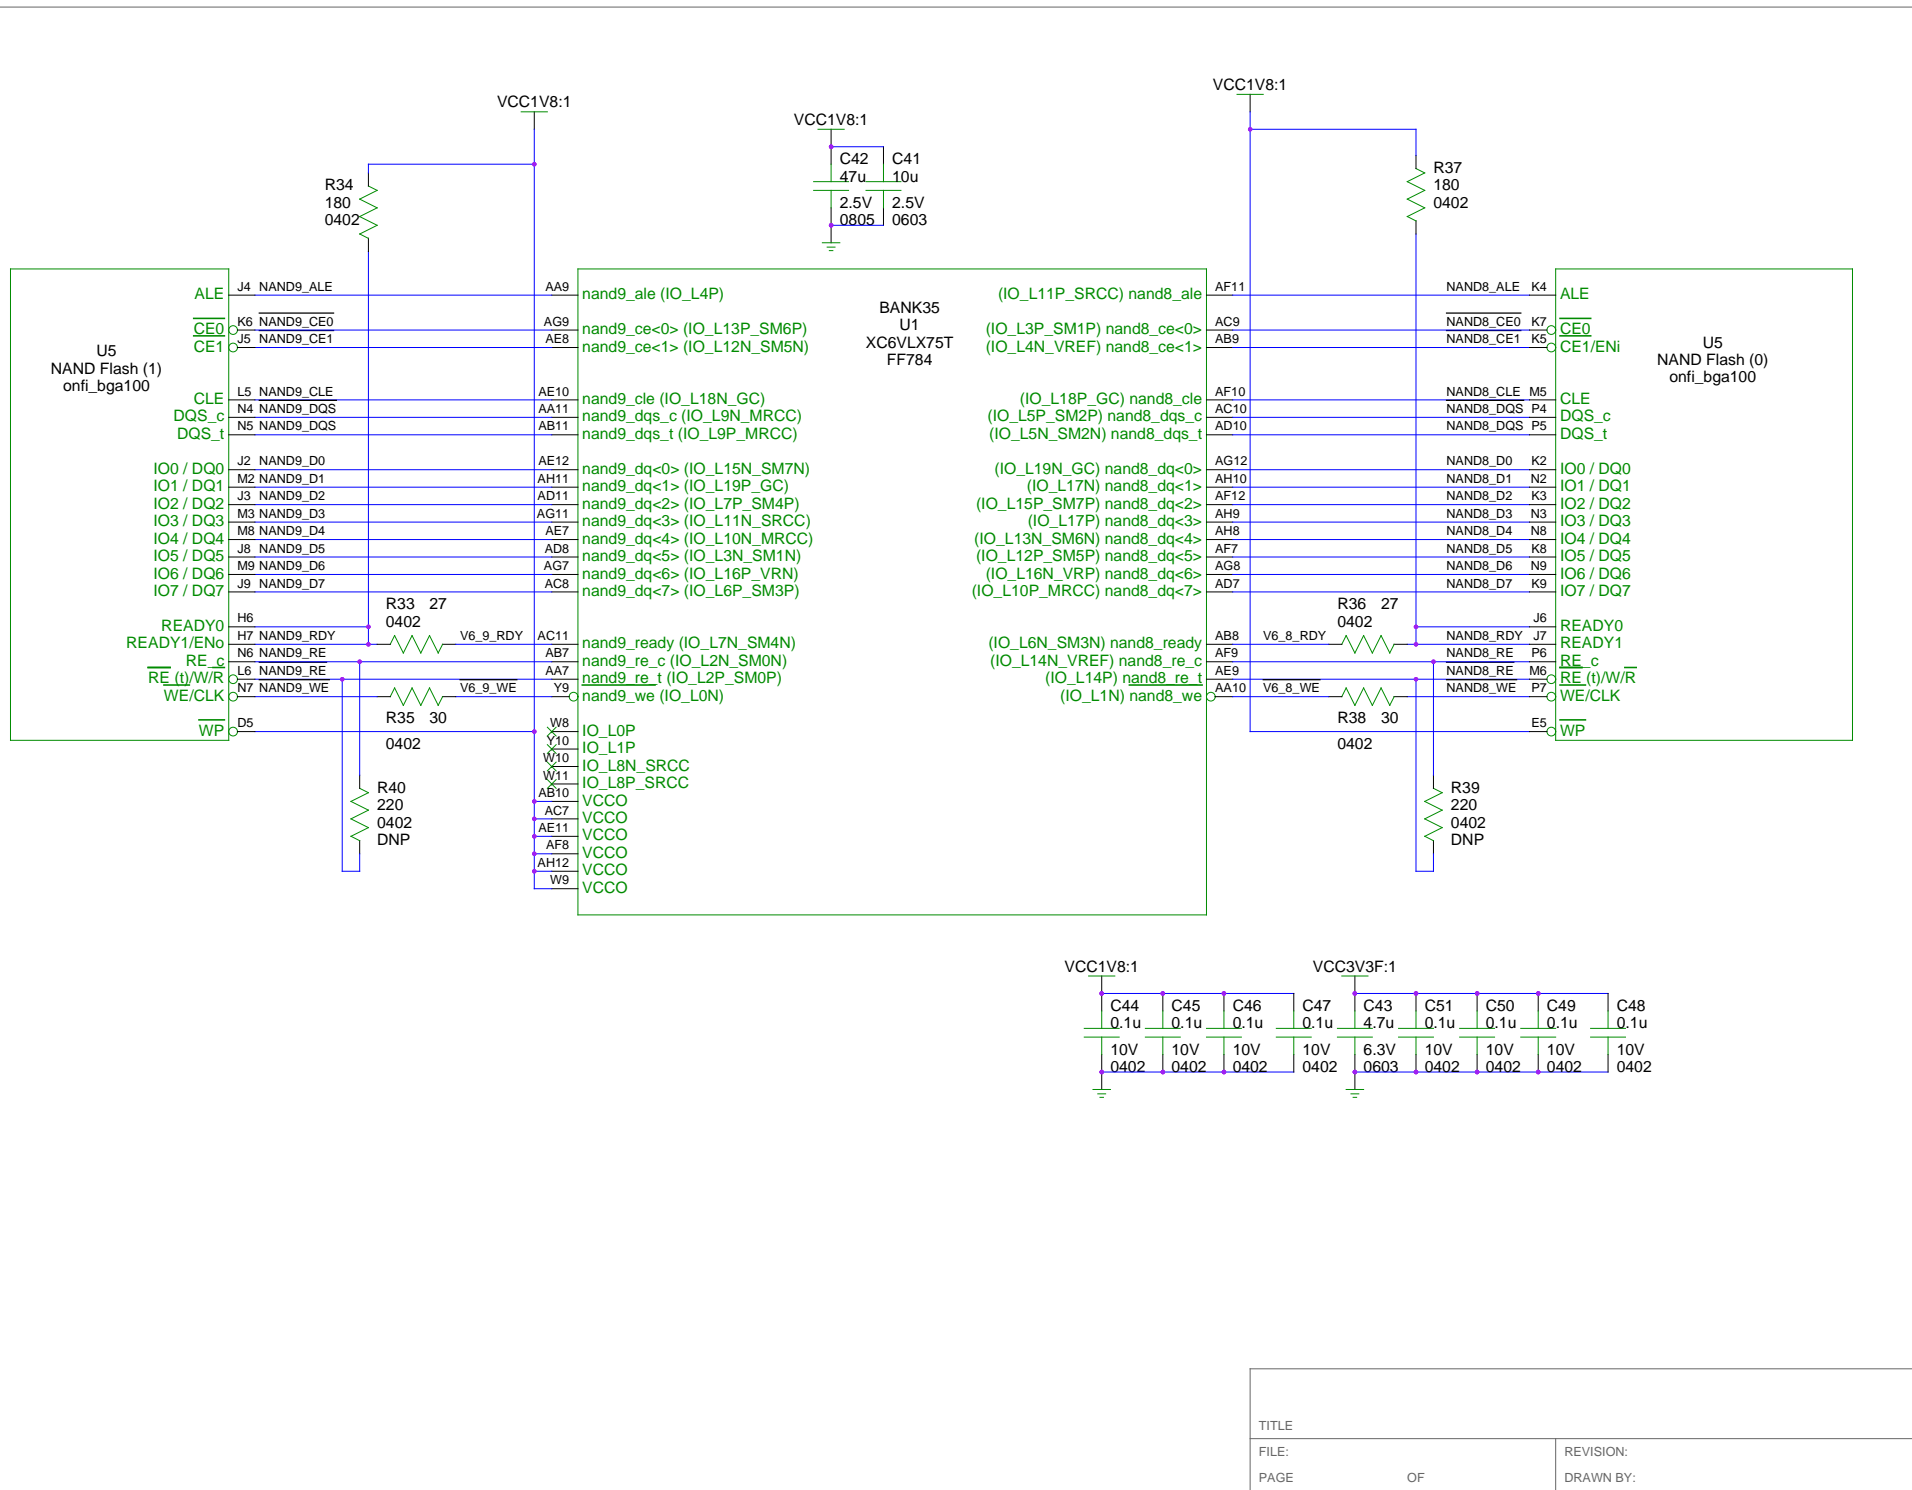 VCC1V8:1
VCC1V8:1
VCC1V8:1
C42
47u
2.5V
0805
C41
10u
2.5V
0603
R34
180
0402
R37
180
0402
U5
NAND Flash (1)
onfi_bga100
ALE J4 NAND9_ALE AA9 nand9_ale (IO_L4P)
CE0 K6 NAND9_CE0 AG9 nand9_ce<0> (IO_L13P_SM6P)
CE1 J5 NAND9_CE1 AE8 nand9_ce<1> (IO_L12N_SM5N)
CLE L5 NAND9_CLE AE10 nand9_cle (IO_L18N_GC)
DQS_c N4 NAND9_DQS AA11 nand9_dqs_c (IO_L9N_MRCC)
DQS_t N5 NAND9_DQS AB11 nand9_dqs_t (IO_L9P_MRCC)
IO0 / DQ0 J2 NAND9_D0 AE12 nand9_dq<0> (IO_L15N_SM7N)
IO1 / DQ1 M2 NAND9_D1 AH11 nand9_dq<1> (IO_L19P_GC)
IO2 / DQ2 J3 NAND9_D2 AD11 nand9_dq<2> (IO_L7P_SM4P)
IO3 / DQ3 M3 NAND9_D3 AG11 nand9_dq<3> (IO_L11N_SRCC)
IO4 / DQ4 M8 NAND9_D4 AE7 nand9_dq<4> (IO_L10N_MRCC)
IO5 / DQ5 J8 NAND9_D5 AD8 nand9_dq<5> (IO_L3N_SM1N)
IO6 / DQ6 M9 NAND9_D6 AG7 nand9_dq<6> (IO_L16P_VRN)
IO7 / DQ7 J9 NAND9_D7 AC8 nand9_dq<7> (IO_L6P_SM3P)
R33 27
0402
READY0 H6
READY1/ENo H7 NAND9_RDY V6_9_RDY AC11 nand9_ready (IO_L7N_SM4N)
RE_c N6 NAND9_RE AB7 nand9_re_c (IO_L2N_SM0N)
RE (t)/W/R L6 NAND9_RE AA7 nand9_re_t (IO_L2P_SM0P)
WE/CLK N7 NAND9_WE V6_9_WE Y9 nand9_we (IO_L0N)
R35 30
0402
WP D5
W8 IO_L0P
Y10 IO_L1P
W10 IO_L8N_SRCC
W11 IO_L8P_SRCC
AB10 VCCO
AC7 VCCO
AE11 VCCO
AF8 VCCO
AH12 VCCO
W9 VCCO
R40
220
0402
DNP
BANK35
U1
XC6VLX75T
FF784
U5
NAND Flash (0)
onfi_bga100
(IO_L11P_SRCC) nand8_ale AF11 NAND8_ALE K4 ALE
(IO_L3P_SM1P) nand8_ce<0> AC9 NAND8_CE0 K7 CE0
(IO_L4N_VREF) nand8_ce<1> AB9 NAND8_CE1 K5 CE1/ENi
(IO_L18P_GC) nand8_cle AF10 NAND8_CLE M5 CLE
(IO_L5P_SM2P) nand8_dqs_c AC10 NAND8_DQS P4 DQS_c
(IO_L5N_SM2N) nand8_dqs_t AD10 NAND8_DQS P5 DQS_t
(IO_L19N_GC) nand8_dq<0> AG12 NAND8_D0 K2 IO0 / DQ0
(IO_L17N) nand8_dq<1> AH10 NAND8_D1 N2 IO1 / DQ1
(IO_L15P_SM7P) nand8_dq<2> AF12 NAND8_D2 K3 IO2 / DQ2
(IO_L17P) nand8_dq<3> AH9 NAND8_D3 N3 IO3 / DQ3
(IO_L13N_SM6N) nand8_dq<4> AH8 NAND8_D4 N8 IO4 / DQ4
(IO_L12P_SM5P) nand8_dq<5> AF7 NAND8_D5 K8 IO5 / DQ5
(IO_L16N_VRP) nand8_dq<6> AG8 NAND8_D6 N9 IO6 / DQ6
(IO_L10P_MRCC) nand8_dq<7> AD7 NAND8_D7 K9 IO7 / DQ7
R36 27
0402
J6 READY0
(IO_L6N_SM3N) nand8_ready AB8 V6_8_RDY NAND8_RDY J7 READY1
(IO_L14N_VREF) nand8_re_c AF9 NAND8_RE P6 RE_c
(IO_L14P) nand8_re_t AE9 NAND8_RE M6 RE (t)/W/R
(IO_L1N) nand8_we AA10 V6_8_WE NAND8_WE P7 WE/CLK
R38 30
0402
E5 WP
R39
220
0402
DNP
VCC1V8:1
C44
0.1u
10V
0402
C45
0.1u
10V
0402
C46
0.1u
10V
0402
C47
0.1u
10V
0402
VCC3V3F:1
C43
4.7u
6.3V
0603
C51
0.1u
10V
0402
C50
0.1u
10V
0402
C49
0.1u
10V
0402
C48
0.1u
10V
0402
TITLE
FILE: REVISION:
PAGE OF DRAWN BY: